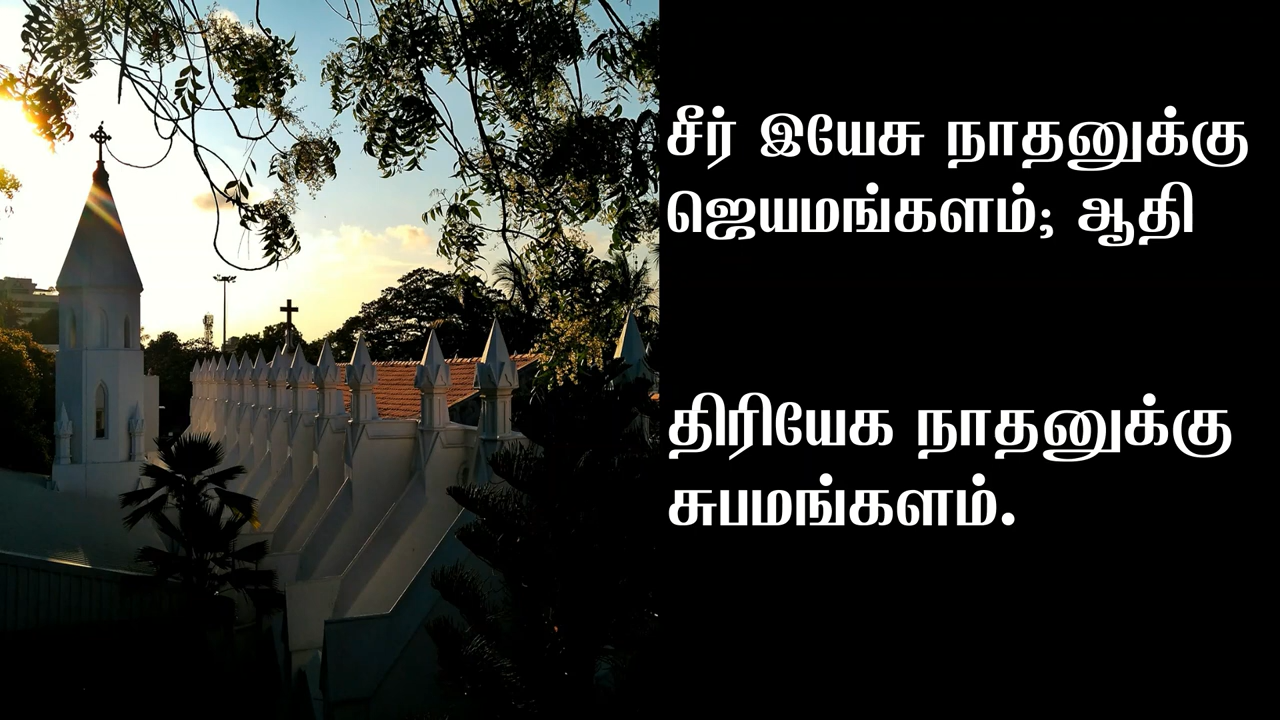 சீர் இயேசு நாதனுக்கு
ஜெயமங்களம்; ஆதி
திரியேக நாதனுக்கு
சுபமங்களம்.